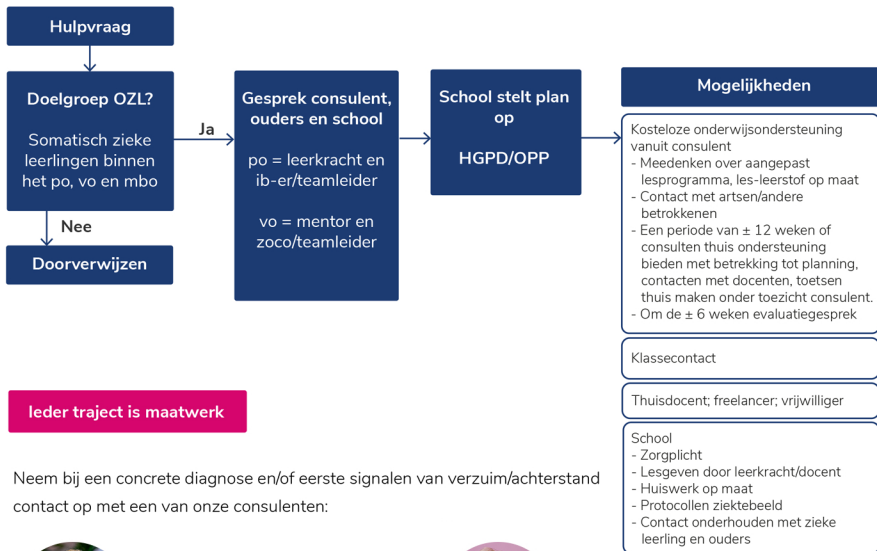 Hulpvraag
Doelgroep OZL?
Somatisch zieke
leerlingen binnen
het po, vo en mbo
Ja
Nee
Doorverwijzen
Gesprek consulent,
ouders en school
po = leerkracht en
ib-er/teamleider
vo = mentor en
zoco/teamleider
School stelt plan
op
HGPD/OPP
Mogelijkheden
Kosteloze onderwijsondersteuning
vanuit consulent
- Meedenken over aangepast
lesprogramma, les-leerstof op maat
- Contact met artsen/andere
betrokkenen
- Een periode van ± 12 weken of
consulten thuis ondersteuning
bieden met betrekking tot planning,
contacten met docenten, toetsen
thuis maken onder toezicht consulent.
- Om de ± 6 weken evaluatiegesprek
Klassecontact
Thuisdocent; freelancer; vrijwilliger
School
- Zorgplicht
- Lesgeven door leerkracht/docent
- Huiswerk op maat
- Protocollen ziektebeeld
- Contact onderhouden met zieke
leerling en ouders
Ieder traject is maatwerk
Neem bij een concrete diagnose en/of eerste signalen van verzuim/achterstand
contact op met een van onze consulenten: